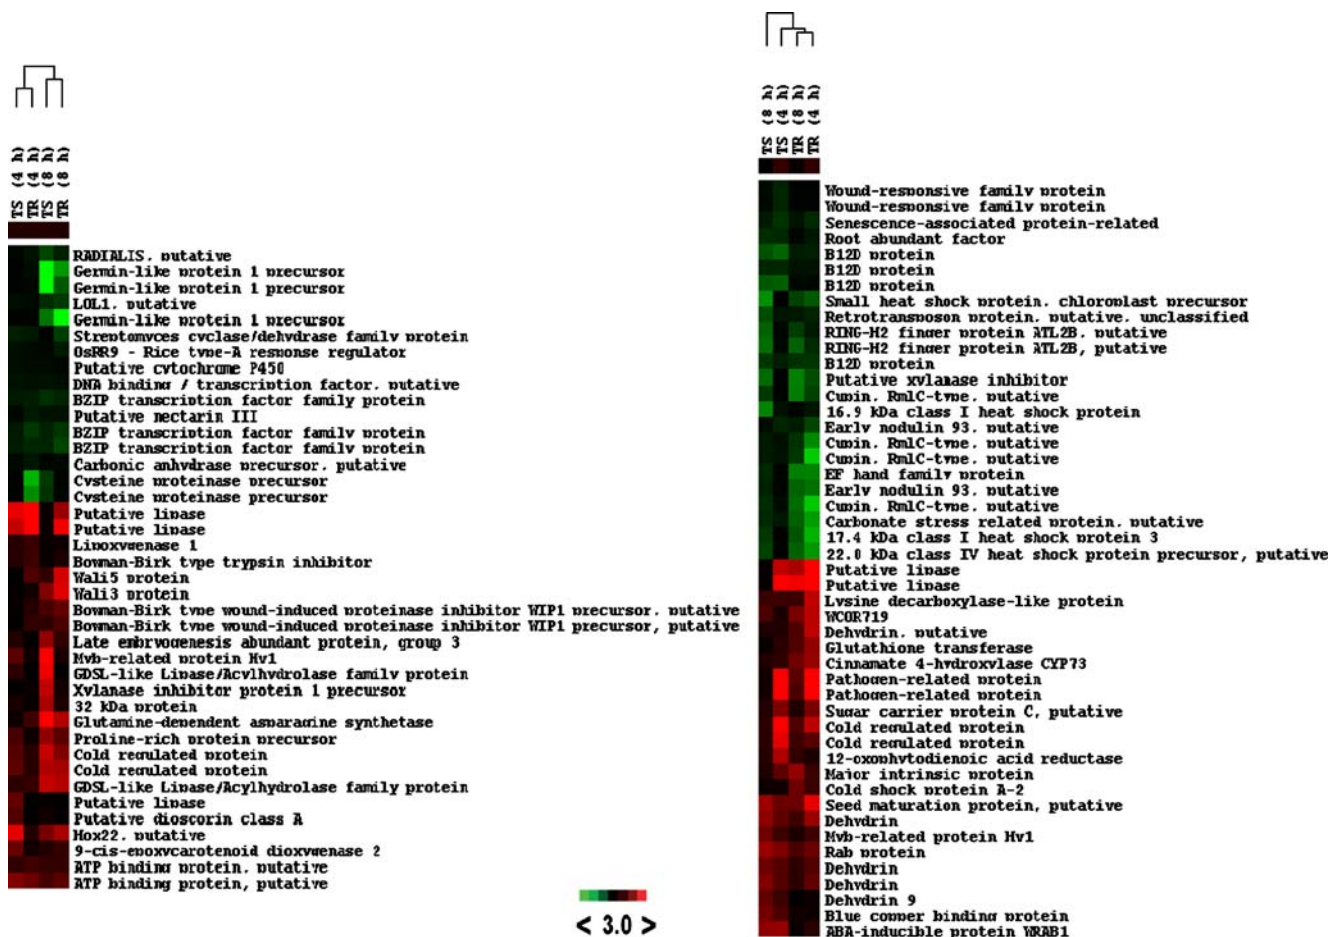 TS (4 h)
TR (4 h)
TS (8 h)
TR (8 h)
RADIALIS. putative
Germin-like protein 1 precursor
Germin-like protein 1 precursor
LOL1. putative
Germin-like protein 1 precursor
Streptomyces cyclase/dehydrase family protein
OsRR9 - Rice type-A response regulator
Putative cytochrome P450
DNA binding / transcription factor. putative
BZIP transcription factor family protein
Putative nectarin III
BZIP transcription factor family protein
BZIP transcription factor family protein
Carbonic anhydrase precursor. putative
Cysteine proteinase precursor
Cysteine proteinase precursor
Putative lipase
Putative lipase
Lipoxygenase 1
Bowman-Birk type trypsin inhibitor
Wali5 protein
Wali3 protein
Bowman-Birk type wound-induced proteinase inhibitor WIP1 precursor. putative
Bowman-Birk type wound-induced proteinase inhibitor WIP1 precursor, putative
Late embryogenesis abundant protein, group 3
Myb-related protein Hv1
GDSL-like Lipase/Acylhydrolase family protein
Xylanase inhibitor protein 1 precursor
32 kDa protein
Glutamine-dependent asparagine synthetase
Proline-rich protein precursor
Cold regulated protein
Cold regulated protein
GDSL-like Lipase/Acylhydrolase family protein
Putative lipase
Putative dioscorin class A
Hox22. putative
9-cis-epoxycarotenoid dioxygenase 2
ATP binding protein. putative
ATP binding protein, putative
< 3.0 >
TS (8 h)
TS (4 h)
TR (8 h)
TR (4 h)
Wound-responsive family protein
Wound-responsive family protein
Senescence-associated protein-related
Root abundant factor
B12D protein
B12D protein
B12D protein
Small heat shock protein. chloroplast precursor
Retrotransposon protein. putative. unclassified
RING-H2 finger protein ATL2B. putative
RING-H2 finger protein ATL2B, putative
B12D protein
Putative xylanase inhibitor
Cupin. RmlC-type. putative
16.9 kDa class I heat shock protein
Early nodulin 93. putative
Cupin. RmlC-type. putative
Cupin. RmlC-type. putative
EF hand family protein
Early nodulin 93. putative
Cupin. RmlC-type. putative
Carbonate stress related protein. putative
17.4 kDa class I heat shock protein 3
22.0 kDa class IV heat shock protein precursor, putative
Putative lipase
Putative lipase
Lysine decarboxylase-like protein
WCOR719
Dehydrin. putative
Glutathione transferase
Cinnamate 4-hydroxylase CYP73
Pathogen-related protein
Pathogen-related protein
Sugar carrier protein C, putative
Cold regulated protein
Cold regulated protein
12-oxophytodienoic acid reductase
Major intrinsic protein
Cold shock protein A-2
Seed maturation protein, putative
Dehydrin
Myb-related protein Hv1
Rab protein
Dehydrin
Dehydrin
Dehydrin 9
Blue copper binding protein
ABA-inducible protein WRAB1